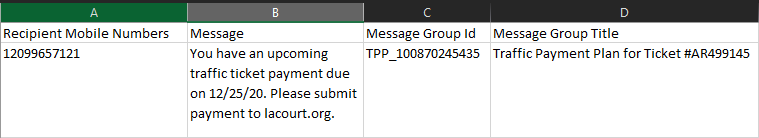 A B C D
Recipient Mobile Numbers Message Message Group Id Message Group Title
12099657121 You have an upcoming TPP_100870245435 Traffic Payment Plan for Ticket #AR499145
traffic ticket payment due
on 12/25/20. Please submit
payment to lacourt.org.